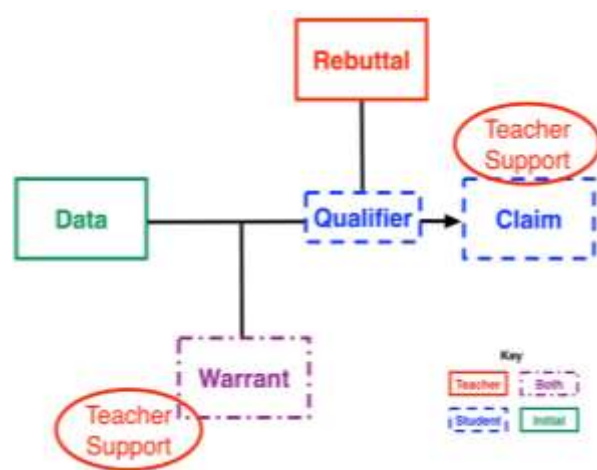 Rebuttal
Teacher
Support
Data
Qualifier
Claim
Warrant
Teacher
Support
Key
Teacher
Both
Student
Initial